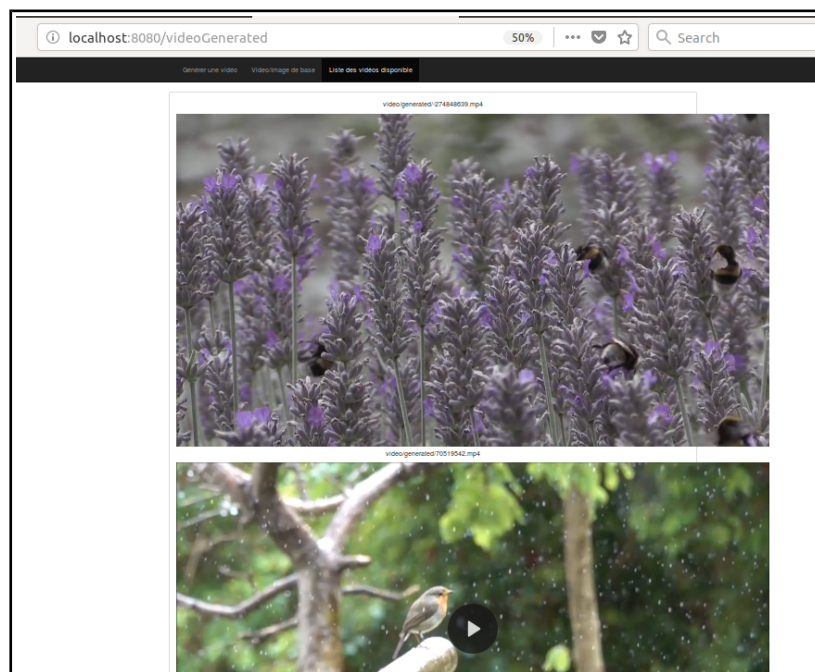 localhost:8080/videoGenerated
50%
Search
Générer une vidéo
Video/Image de base
Liste des vidéos disponible
video/generated/-274848639.mp4
video/generated/70519542.mp4